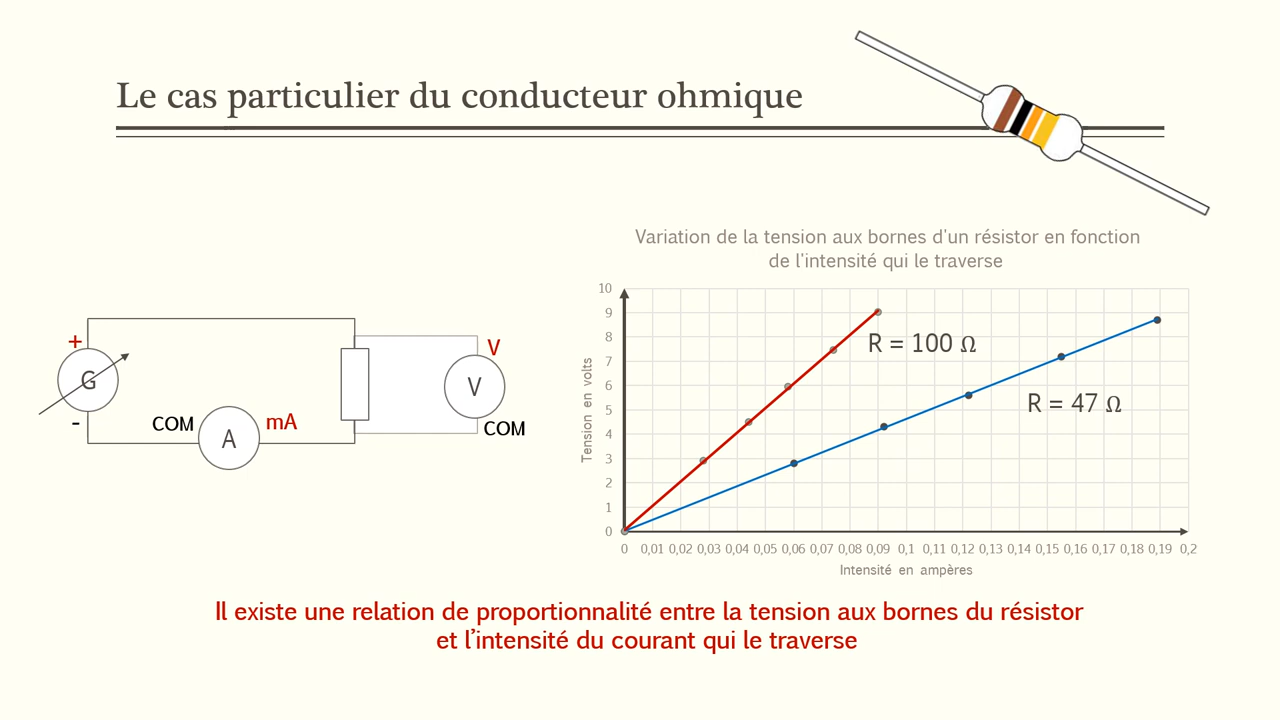 Le cas particulier du conducteur ohmique
Variation de la tension aux bornes d'un résistor en fonction
de l'intensité qui le traverse
+
G
-
COM
A
mA
V
V
COM
Tension en volts
10
9
8
7
6
5
4
3
2
1
0
R = 100 Ω
R = 47 Ω
0 0,01 0,02 0,03 0,04 0,05 0,06 0,07 0,08 0,09 0,1 0,11 0,12 0,13 0,14 0,15 0,16 0,17 0,18 0,19 0,2
Intensité en ampères
Il existe une relation de proportionnalité entre la tension aux bornes du résistor
et l'intensité du courant qui le traverse